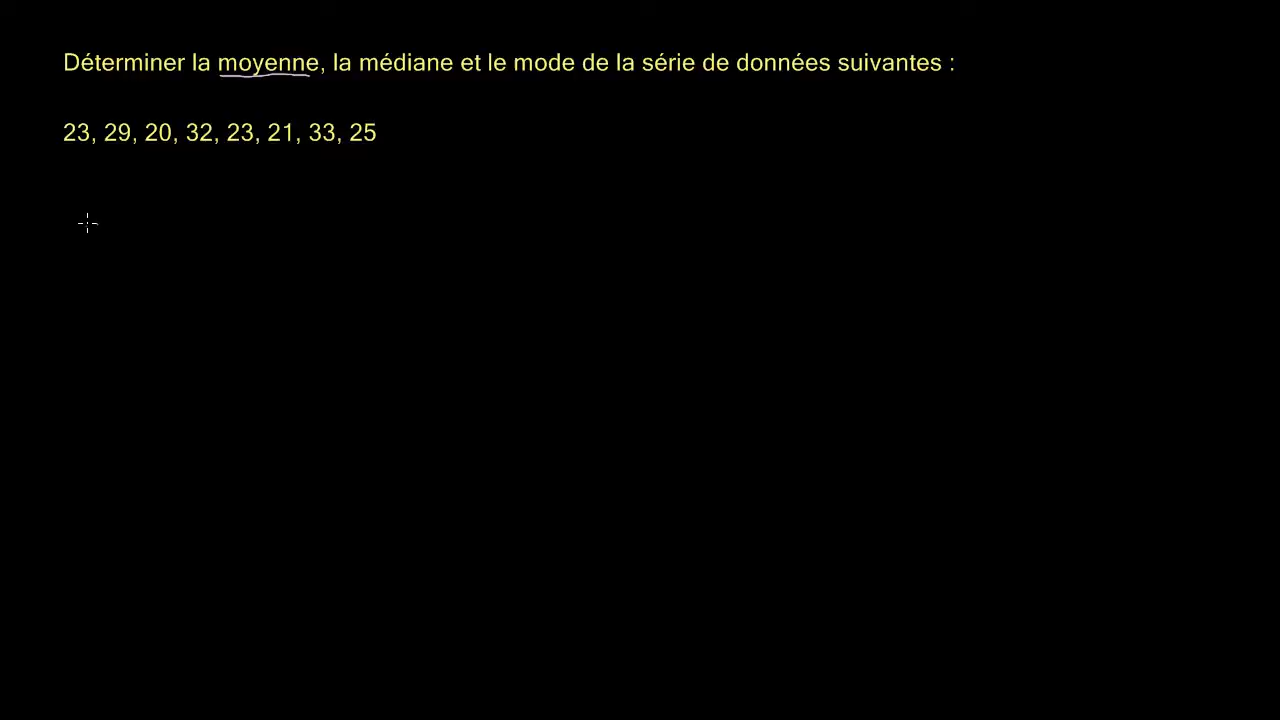 Déterminer la moyenne, la médiane et le mode de la série de données suivantes :
23, 29, 20, 32, 23, 21, 33, 25